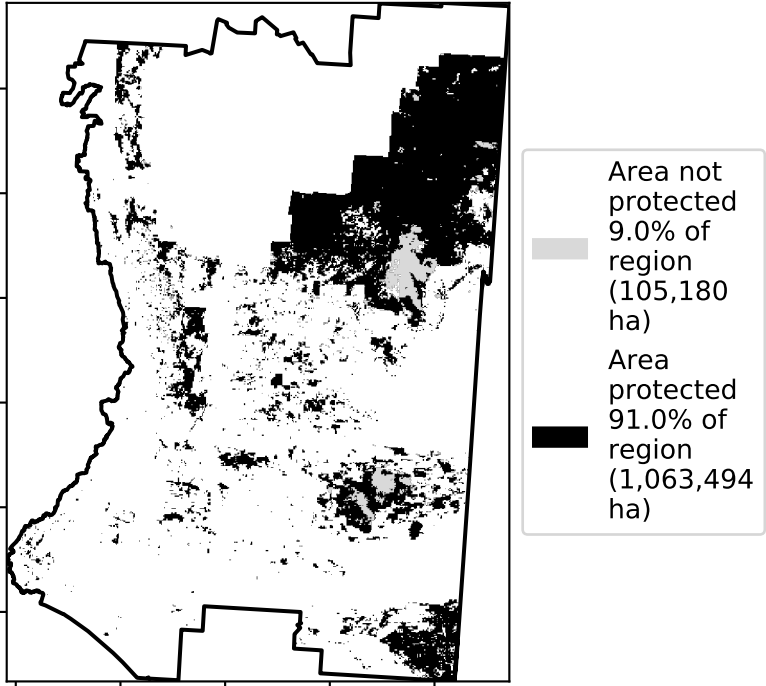 Area not
protected
9.0% of
region
(105,180
ha)
Area
protected
91.0% of
region
(1,063,494
ha)